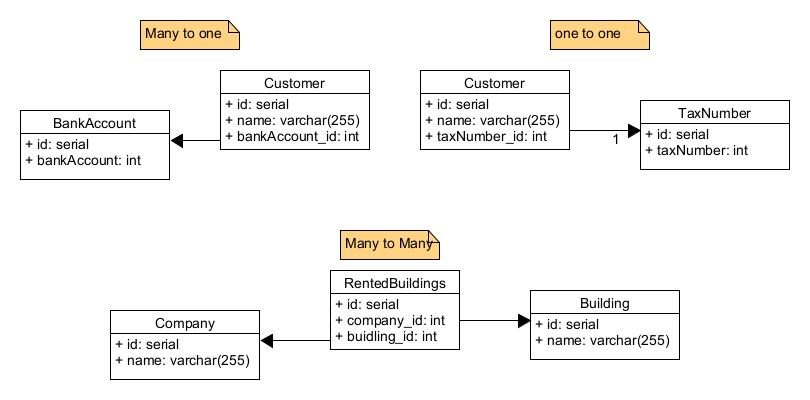 Many to one
one to one
Customer
+ id: serial
+ name: varchar(255)
+ bankAccount_id: int
BankAccount
+ id: serial
+ bankAccount: int
Customer
+ id: serial
+ name: varchar(255)
+ taxNumber_id: int
1
TaxNumber
+ id: serial
+ taxNumber: int
Many to Many
RentedBuildings
+ id: serial
+ company_id: int
+ buidling_id: int
Company
+ id: serial
+ name: varchar(255)
Building
+ id: serial
+ name: varchar(255)